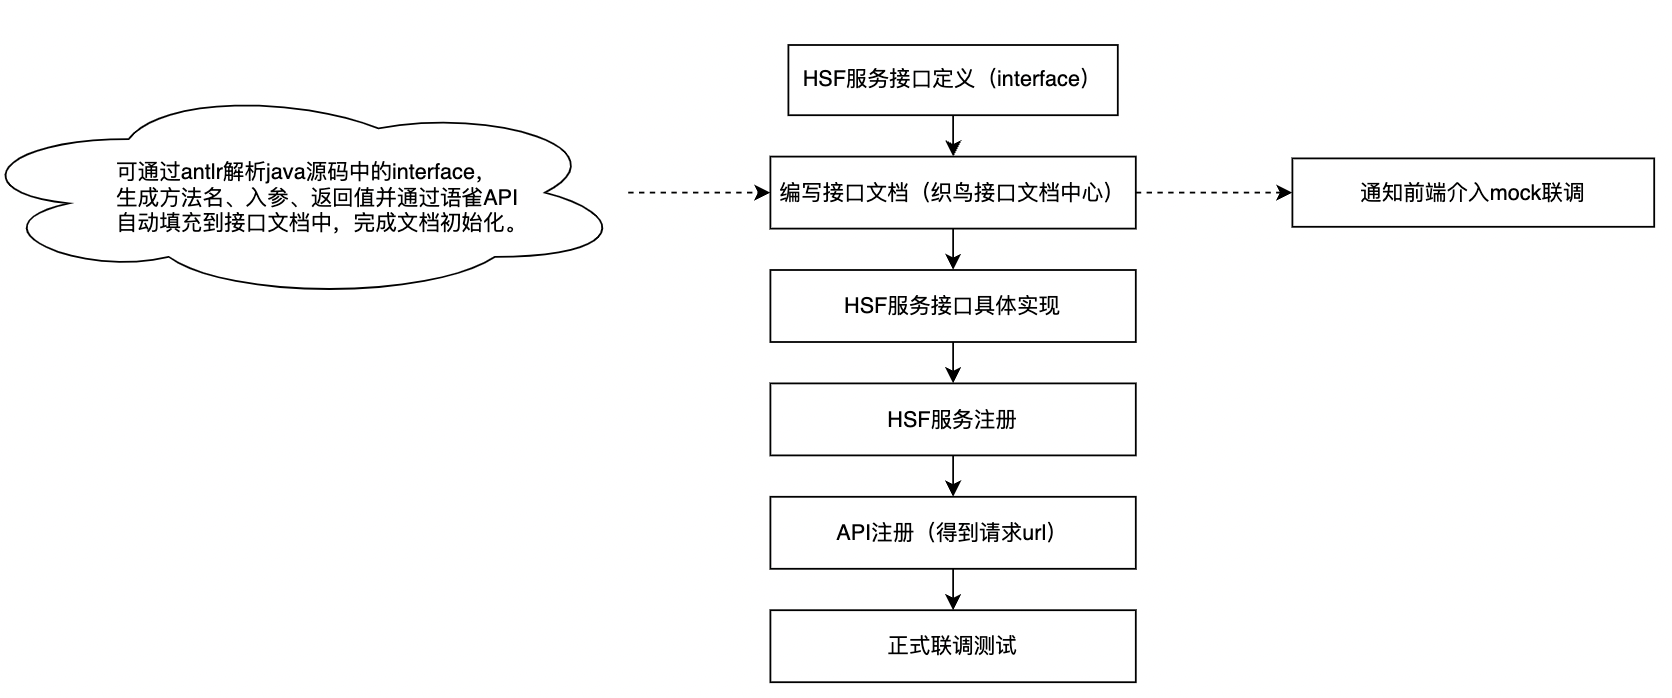 HSF服务接口定义（interface）
可通过antlr解析java源码中的interface，
生成方法名、入参、返回值并通过语雀API
自动填充到接口文档中，完成文档初始化。
编写接口文档（织鸟接口文档中心）
通知前端介入mock联调
HSF服务接口具体实现
HSF服务注册
API注册（得到请求url）
正式联调测试